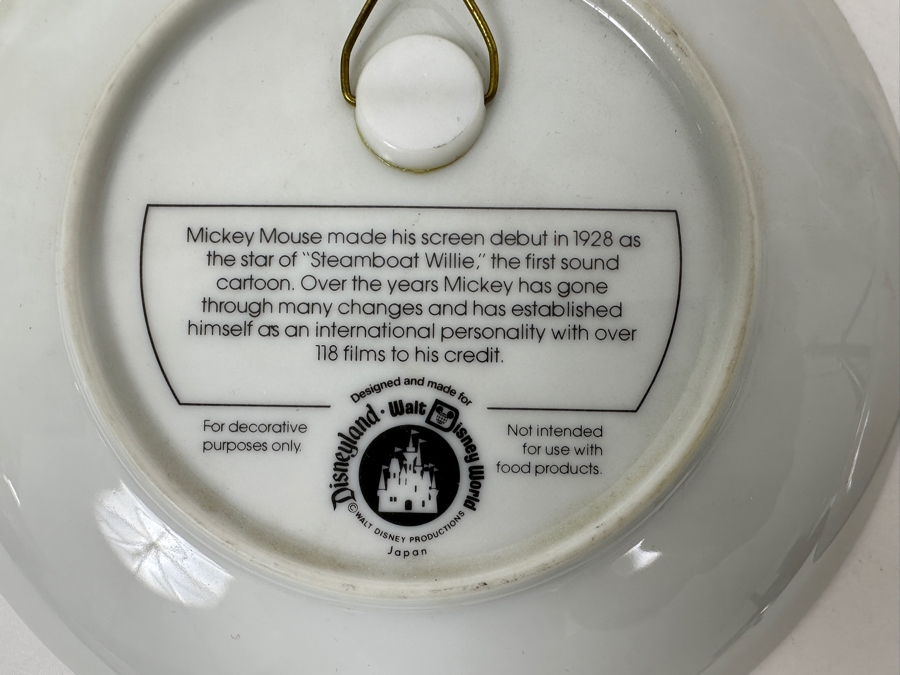 Mickey Mouse made his screen debut in 1928 as
the star of "Steamboat Willie," the first sound
cartoon. Over the years Mickey has gone
through many changes and has established
himself as an international personality with over
118 films to his credit.
For decorative
purposes only.
Designed and made for
Disneyland · Walt Disney World
©WALT DISNEY PRODUCTIONS
Japan
Not intended
for use with
food products.